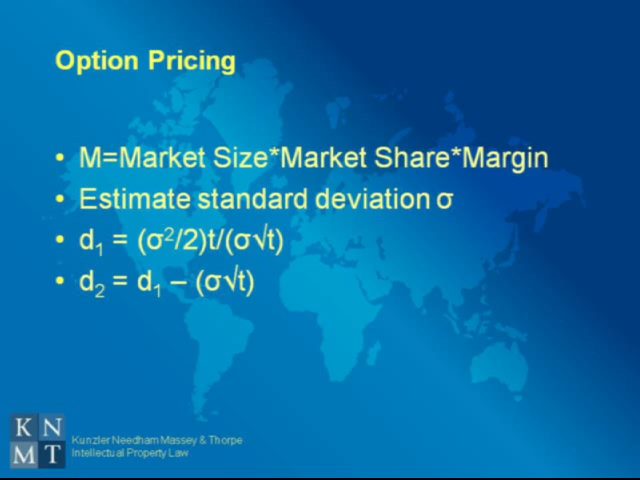 Option Pricing
• M=Market Size*Market Share*Margin
• Estimate standard deviation σ
• d₁ = (σ²/2)t/(σ√t)
• d₂ = d₁ – (σ√t)
K N
M T
Kunzler Needham Massey & Thorpe
Intellectual Property Law